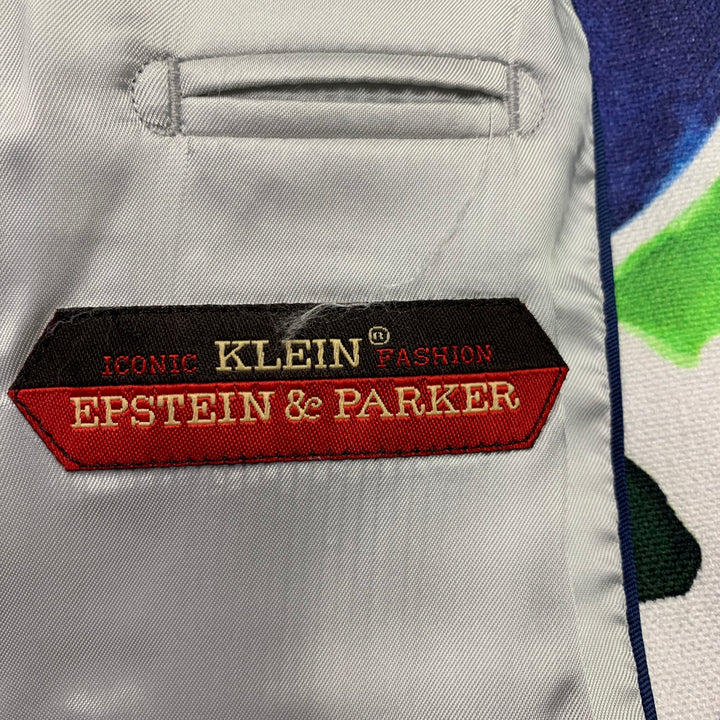 ICONIC KLEIN® FASHION
EPSTEIN & PARKER